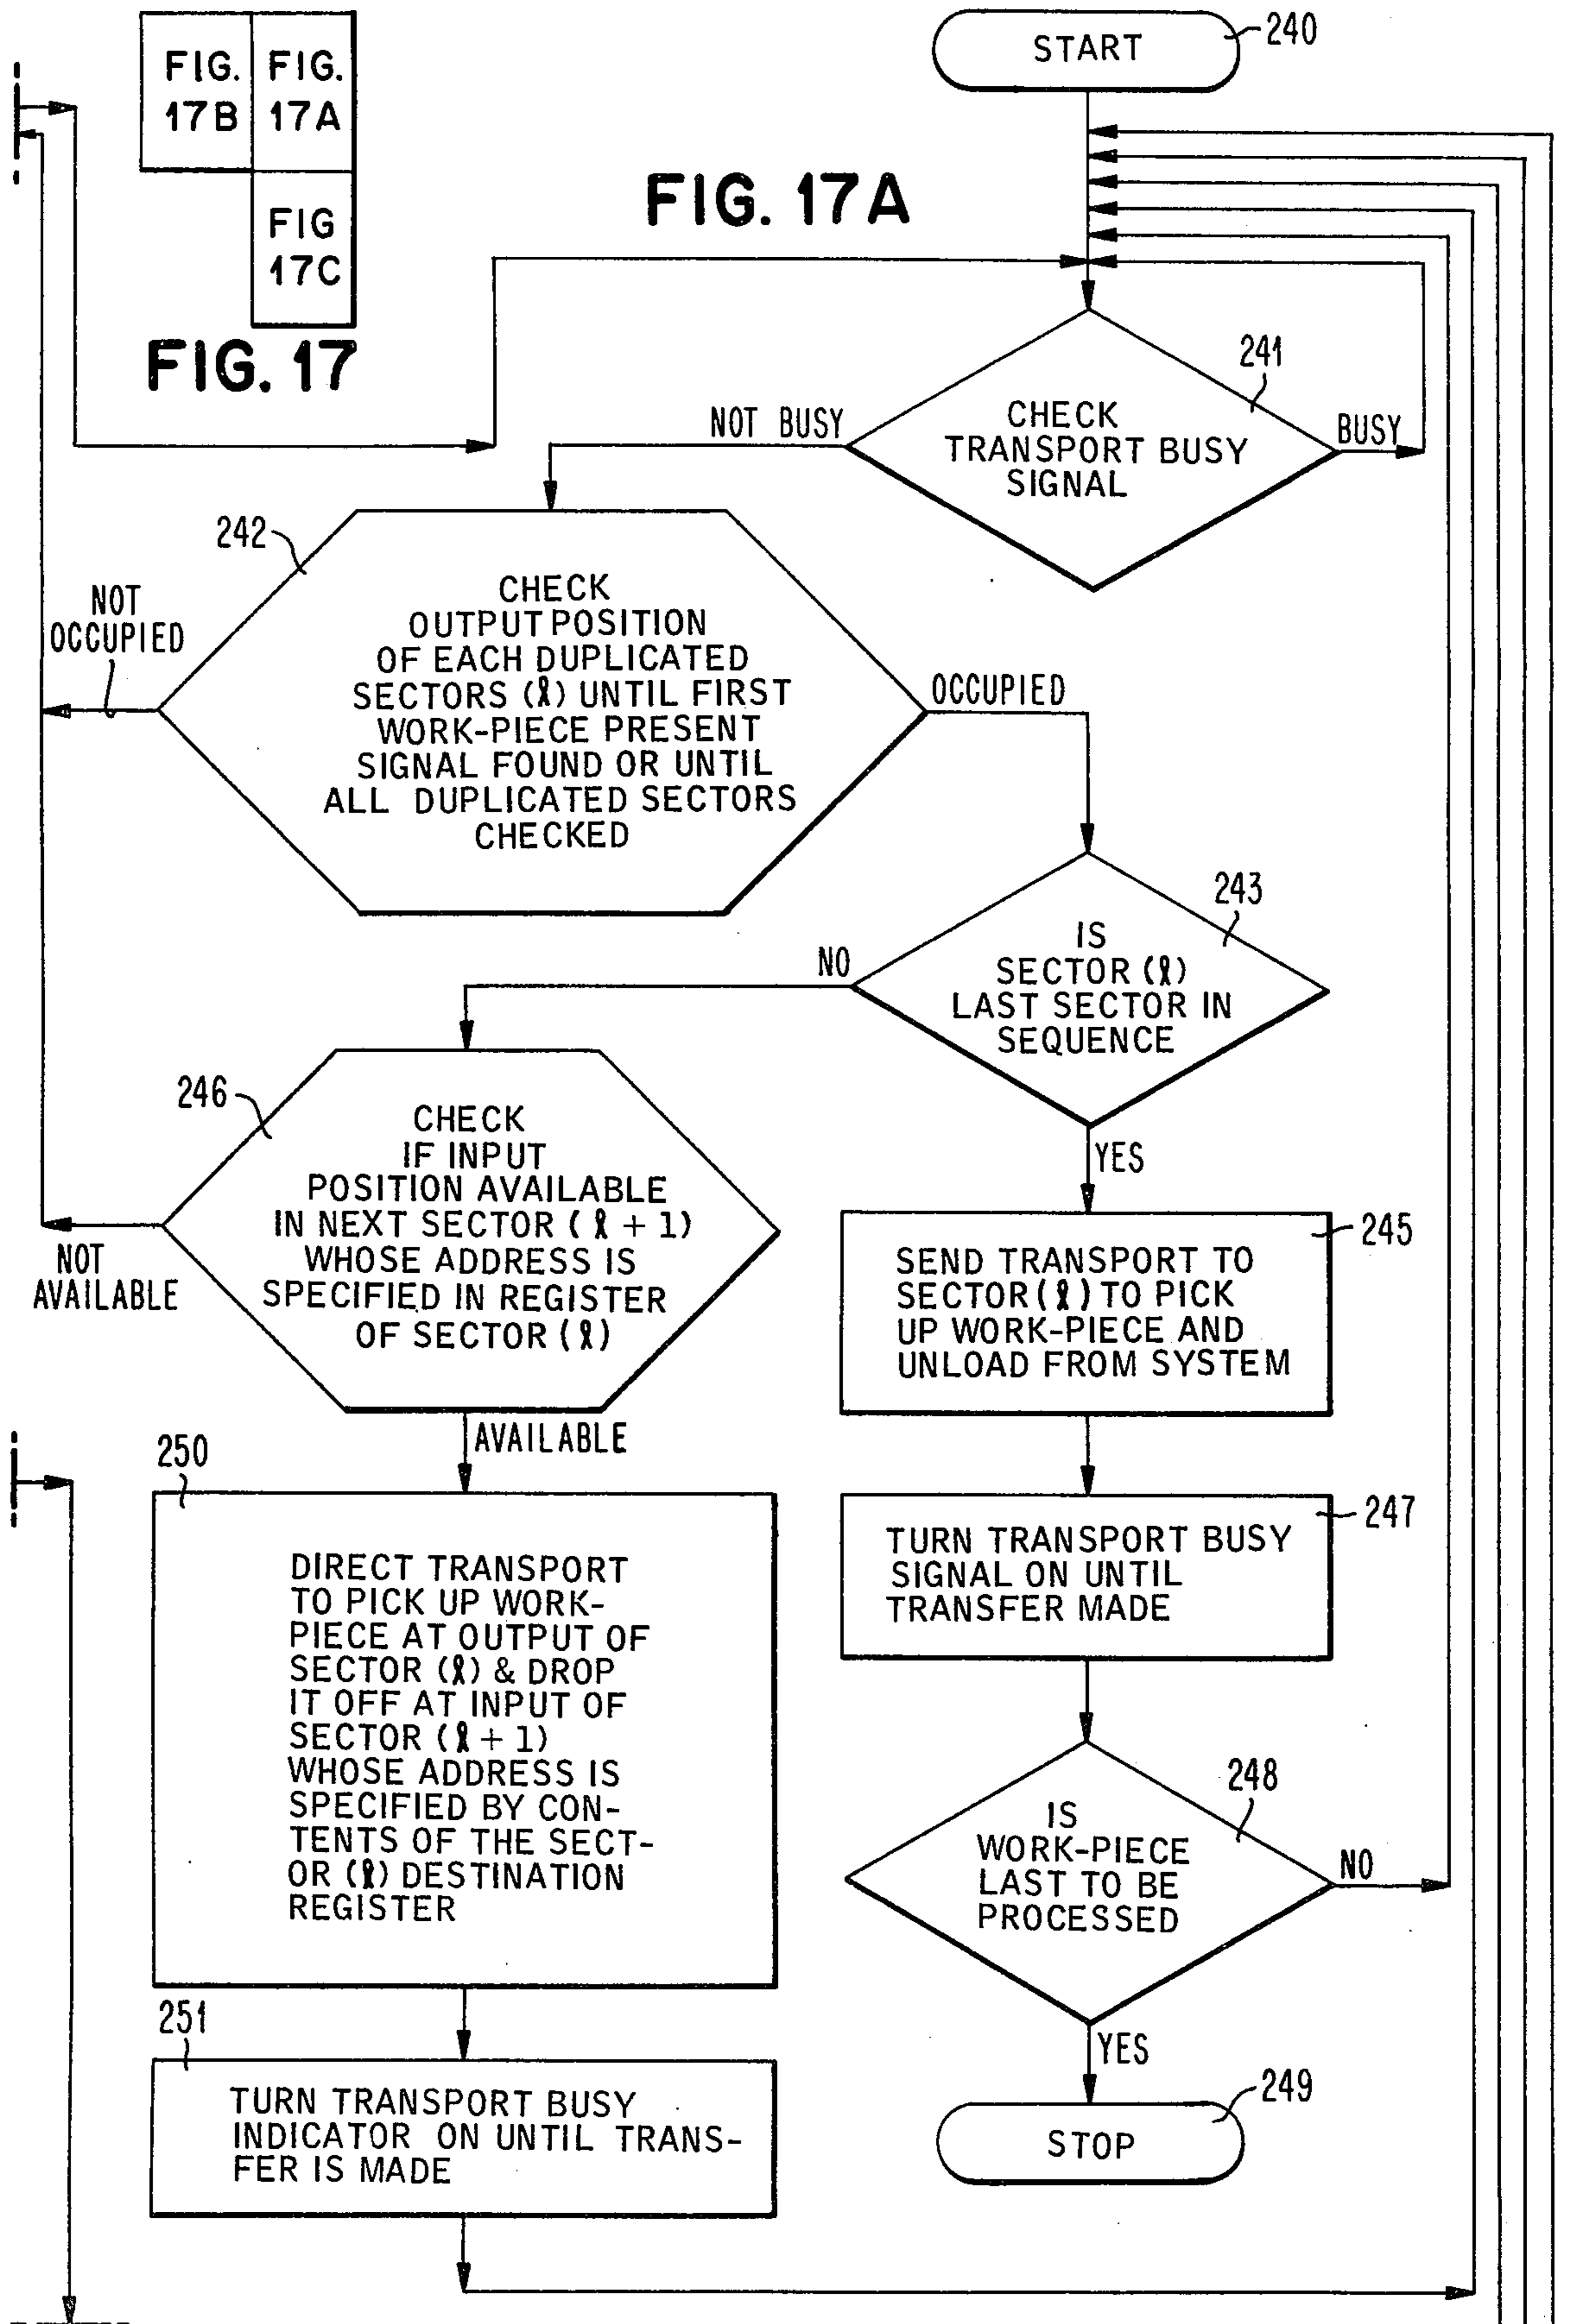 FIG. 17B
FIG. 17A
FIG 17C
FIG. 17
FIG. 17A
START
240
241
CHECK
TRANSPORT BUSY
SIGNAL
NOT BUSY
BUSY
242
CHECK
OUTPUT POSITION
OF EACH DUPLICATED
SECTORS (ℓ) UNTIL FIRST
WORK-PIECE PRESENT
SIGNAL FOUND OR UNTIL
ALL DUPLICATED SECTORS
CHECKED
NOT
OCCUPIED
OCCUPIED
243
IS
SECTOR (ℓ)
LAST SECTOR IN
SEQUENCE
NO
YES
246
CHECK
IF INPUT
POSITION AVAILABLE
IN NEXT SECTOR (ℓ + 1)
WHOSE ADDRESS IS
SPECIFIED IN REGISTER
OF SECTOR (ℓ)
NOT
AVAILABLE
AVAILABLE
245
SEND TRANSPORT TO
SECTOR (ℓ) TO PICK
UP WORK-PIECE AND
UNLOAD FROM SYSTEM
250
DIRECT TRANSPORT
TO PICK UP WORK-
PIECE AT OUTPUT OF
SECTOR (ℓ) & DROP
IT OFF AT INPUT OF
SECTOR (ℓ + 1)
WHOSE ADDRESS IS
SPECIFIED BY CON-
TENTS OF THE SECT-
OR (ℓ) DESTINATION
REGISTER
247
TURN TRANSPORT BUSY
SIGNAL ON UNTIL
TRANSFER MADE
248
IS
WORK-PIECE
LAST TO BE
PROCESSED
NO
YES
251
TURN TRANSPORT BUSY
INDICATOR ON UNTIL TRANS-
FER IS MADE
249
STOP